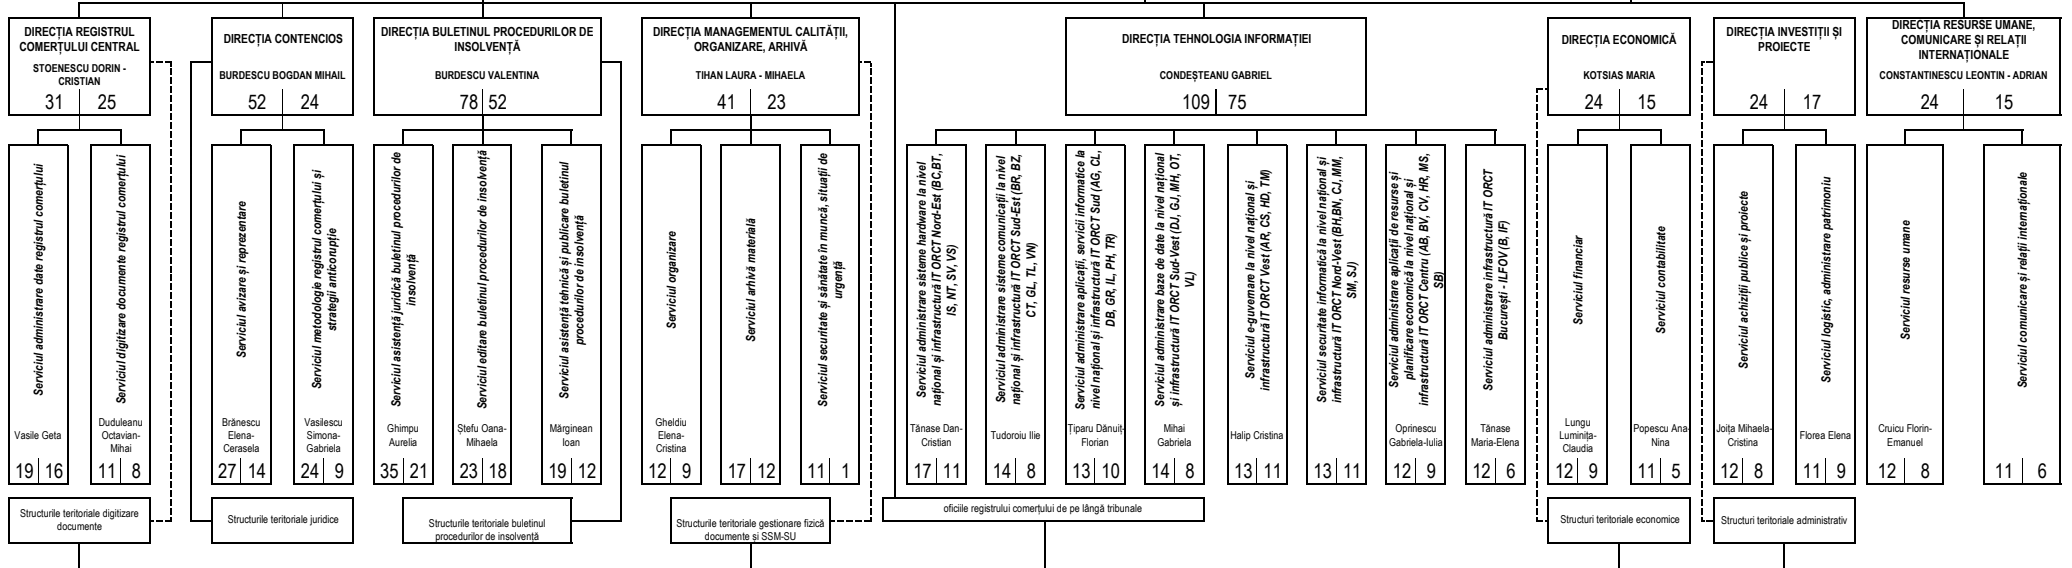 DIRECȚIA REGISTRUL
COMERȚULUI CENTRAL
STOENESCU DORIN -
CRISTIAN
31 25
DIRECȚIA CONTENCIOS
BURDESCU BOGDAN MIHAIL
52 24
DIRECȚIA BULETINUL PROCEDURILOR DE
INSOLVENȚĂ
BURDESCU VALENTINA
78 52
DIRECȚIA MANAGEMENTUL CALITĂȚII,
ORGANIZARE, ARHIVĂ
TIHAN LAURA - MIHAELA
41 23
DIRECȚIA TEHNOLOGIA INFORMAȚIEI
CONDEȘTEANU GABRIEL
109 75
DIRECȚIA ECONOMICĂ
KOTSIAS MARIA
24 15
DIRECȚIA INVESTIȚII ȘI
PROIECTE
24 17
DIRECȚIA RESURSE UMANE,
COMUNICARE ȘI RELAȚII
INTERNAȚIONALE
CONSTANTINESCU LEONTIN - ADRIAN
24 15
Serviciul administrare date registrul comerțului
Vasile Geta
19 16
Serviciul digitizare documente registrul comerțului
Duduleanu
Octavian-
Mihai
11 8
Serviciul avizare și reprezentare
Brănescu
Elena-
Cerasela
27 14
Serviciul metodologie registrul comerțului și
strategii anticorupție
Vasilescu
Simona-
Gabriela
24 9
Serviciul asistență juridică buletinul procedurilor de
insolvență
Ghimpu
Aurelia
35 21
Serviciul editare buletinul procedurilor de insolvență
Ștefu Oana-
Mihaela
23 18
Serviciul asistență tehnică și publicare buletinul
procedurilor de insolvență
Mărginean
Ioan
19 12
Serviciul organizare
Gheldiu
Elena-
Cristina
12 9
Serviciul arhivă materială
17 12
Serviciul securitate și sănătate în muncă, situații de
urgență
11 1
Serviciul administrare sisteme hardware la nivel
național și infrastructură IT ORCT Nord-Est (BC,BT,
IS, NT, SV, VS)
Tănase Dan-
Cristian
17 11
Serviciul administrare sisteme comunicații la nivel
național și infrastructură IT ORCT Sud-Est (BR, BZ,
CT, GL, TL, VN)
Tudoroiu Ilie
14 8
Serviciul administrare aplicații, servicii informatice la
nivel național și infrastructură IT ORCT Sud (AG, CL,
DB, GR, IL, PH, TR)
Țiparu Dănuț-
Florian
13 10
Serviciul administrare baze de date la nivel național
și infrastructură IT ORCT Sud-Vest (DJ, GJ, MH, OT,
VL)
Mihai
Gabriela
14 8
Serviciul e-guvernare la nivel național și
infrastructură IT ORCT Vest (AR, CS, HD, TM)
Halip Cristina
13 11
Serviciul securitate informatică la nivel național și
infrastructură IT ORCT Nord-Vest (BH,BN, CJ, MM,
SM, SJ)
13 11
Serviciul administrare aplicații de resurse și
planificare economică la nivel național și
infrastructură IT ORCT Centru (AB, BV, CV, HR, MS,
SB)
Oprinescu
Gabriela-Iulia
12 9
Serviciul administrare infrastructură IT ORCT
București - ILFOV (B, IF)
Tănase
Maria-Elena
12 6
Serviciul financiar
Lungu
Luminița-
Claudia
12 9
Serviciul contabilitate
Popescu Ana-
Nina
11 5
Serviciul achiziții publice și proiecte
Joița Mihaela-
Cristina
12 8
Serviciul logistic, administrare patrimoniu
Florea Elena
11 9
Serviciul resurse umane
Cruicu Florin-
Emanuel
12 8
Serviciul comunicare și relații internaționale
11 6
Structurile teritoriale digitizare
documente
Structurile teritoriale juridice
Structurile teritoriale buletinul
procedurilor de insolvență
Structurile teritoriale gestionare fizică
documente și SSM-SU
oficiile registrului comerțului de pe lângă tribunale
Structuri teritoriale economice
Structuri teritoriale administrativ